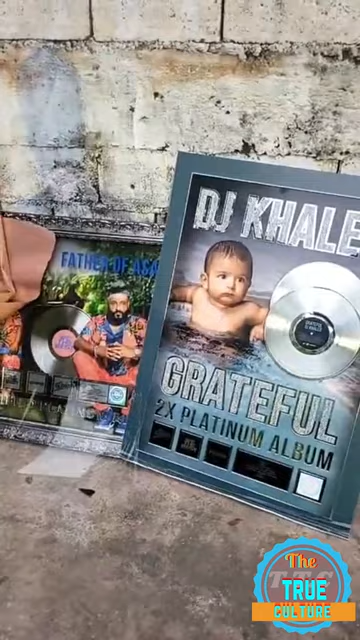 DJ KHALE
FATHER OF ASA
GRATEFUL
2X PLATINUM ALBUM
The
TRUE
CULTURE